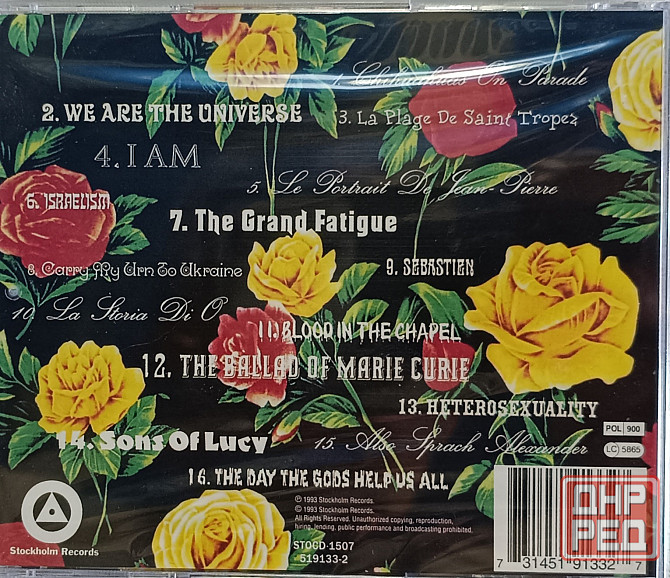 1. Chihuahuas On Parade
2. WE ARE THE UNIVERSE
3. La Plage De Saint Tropez
4. I AM
5. Le Portrait De Jean-Pierre
6. ISRAELISM
7. The Grand Fatigue
8. Carry My Urn To Ukraine
9. SEBASTIEN
10. La Storia Di O
11. BLOOD IN THE CHAPEL
12. THE BALLAD OF MARIE CURIE
13. HETEROSEXUALITY
POL 900
LC 5865
14. Sons Of Lucy
15. Also Sprach Alexander
16. THE DAY THE GODS HELP US ALL
℗ 1993 Stockholm Records.
© 1993 Stockholm Records.
All Rights Reserved. Unauthorized copying, reproduction,
hiring, lending, public performance and broadcasting prohibited.
Stockholm Records
STOCD-1507
519133-2
7 31451 91332 7
ДНР
РЕД